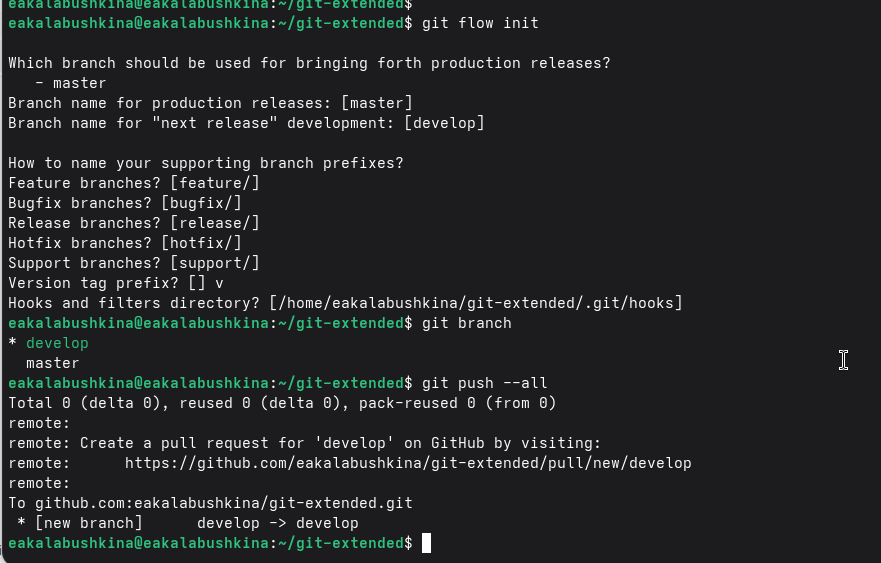 eakalabushkina@eakalabushkina:~/git-extended$
eakalabushkina@eakalabushkina:~/git-extended$ git flow init

Which branch should be used for bringing forth production releases?
   - master
Branch name for production releases: [master]
Branch name for "next release" development: [develop]

How to name your supporting branch prefixes?
Feature branches? [feature/]
Bugfix branches? [bugfix/]
Release branches? [release/]
Hotfix branches? [hotfix/]
Support branches? [support/]
Version tag prefix? [] v
Hooks and filters directory? [/home/eakalabushkina/git-extended/.git/hooks]
eakalabushkina@eakalabushkina:~/git-extended$ git branch
* develop
  master
eakalabushkina@eakalabushkina:~/git-extended$ git push --all
Total 0 (delta 0), reused 0 (delta 0), pack-reused 0 (from 0)
remote:
remote: Create a pull request for 'develop' on GitHub by visiting:
remote:      https://github.com/eakalabushkina/git-extended/pull/new/develop
remote:
To github.com:eakalabushkina/git-extended.git
 * [new branch]      develop -> develop
eakalabushkina@eakalabushkina:~/git-extended$